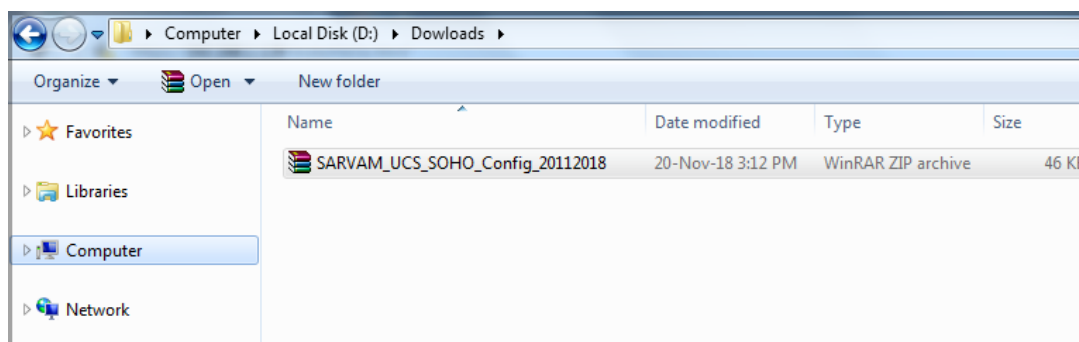 Computer Local Disk (D:) Dowloads
Organize Open New folder
Name Date modified Type Size
Favorites
SARVAM_UCS_SOHO_Config_20112018 20-Nov-18 3:12 PM WinRAR ZIP archive 46 K
Libraries
Computer
Network